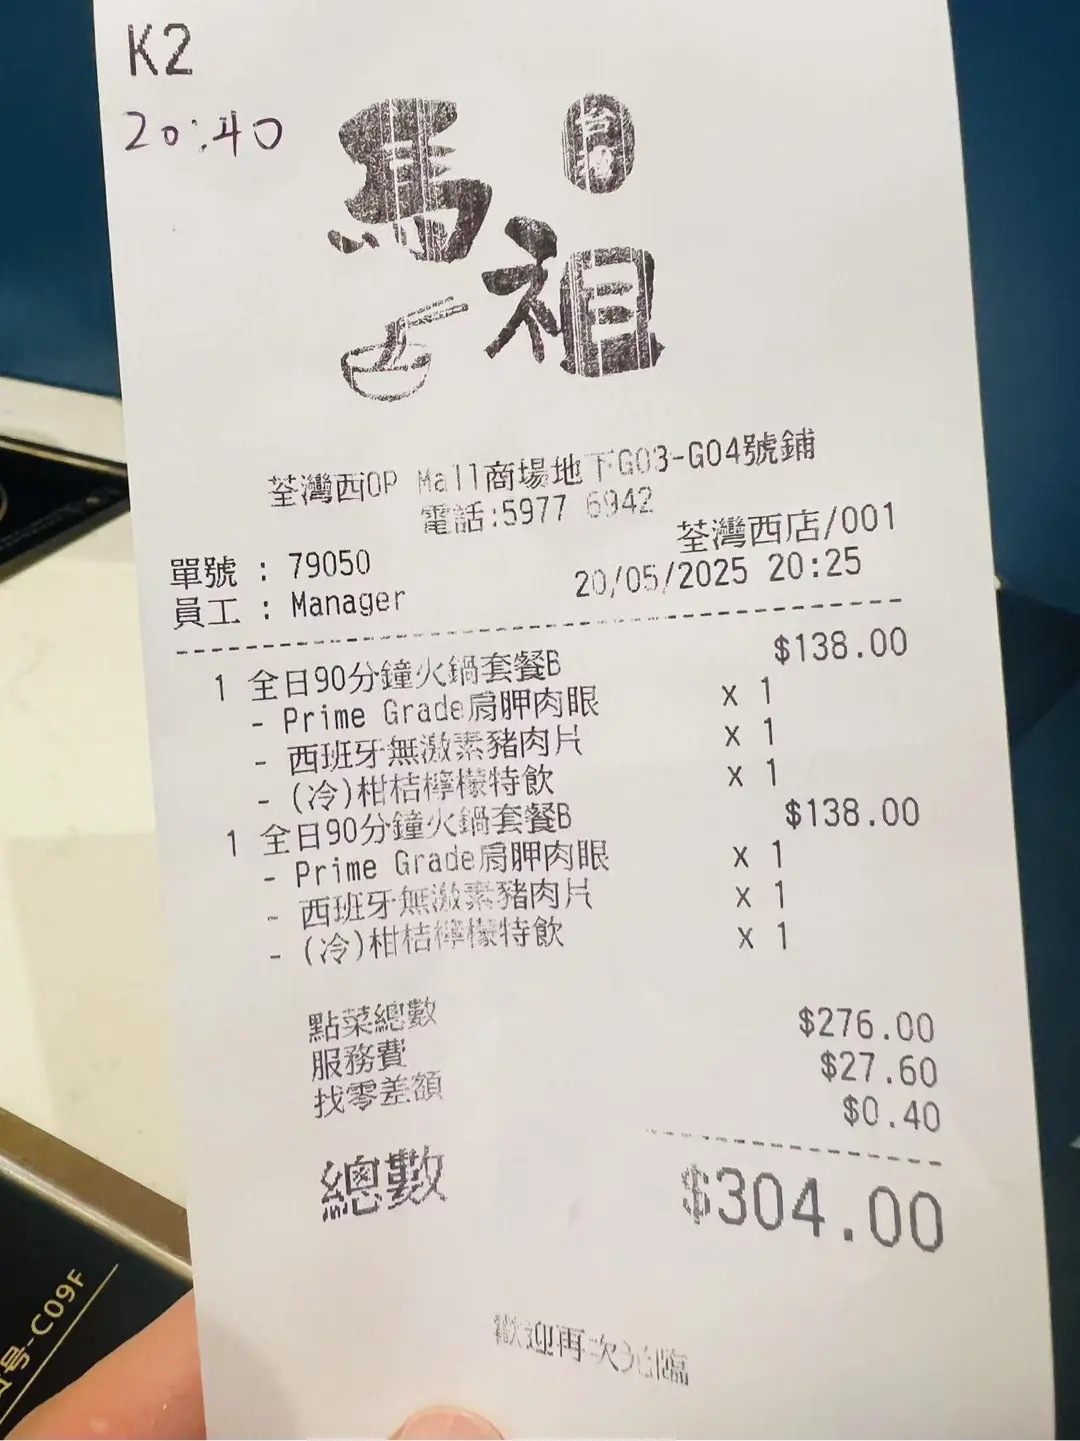 K2
20:40
台灣
馬祖
荃灣西OP Mall商場地下G03-G04號鋪
電話:5977 6942
荃灣西店/001
單號 : 79050
20/05/2025 20:25
員工 : Manager
1 全日90分鐘火鍋套餐B $138.00
- Prime Grade肩胛肉眼 x 1
- 西班牙無激素豬肉片 x 1
- (冷)柑桔檸檬特飲 x 1
1 全日90分鐘火鍋套餐B $138.00
- Prime Grade肩胛肉眼 x 1
- 西班牙無激素豬肉片 x 1
- (冷)柑桔檸檬特飲 x 1
點菜總數 $276.00
服務費 $27.60
找零差額 $0.40
總數 $304.00
歡迎再次光臨
号-C09F